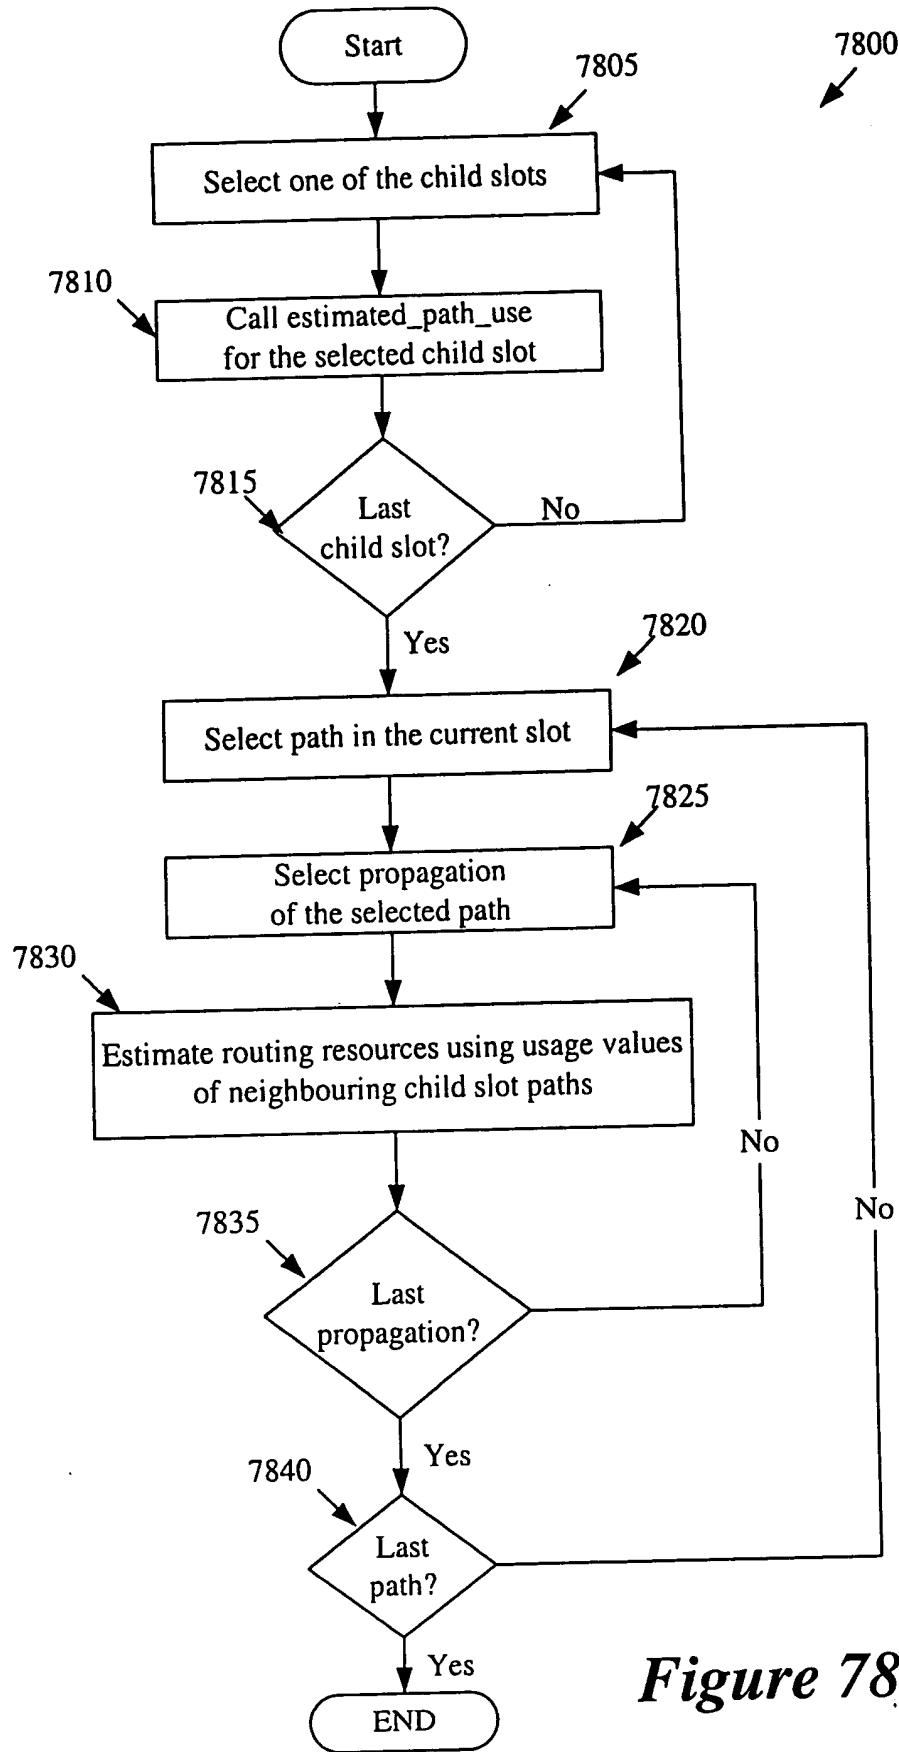 Start
7800
7805
Select one of the child slots
7810
Call estimated_path_use
for the selected child slot
7815
Last
child slot?
No
Yes
7820
Select path in the current slot
7825
Select propagation
of the selected path
7830
Estimate routing resources using usage values
of neighbouring child slot paths
No
No
7835
Last
propagation?
Yes
7840
Last
path?
Yes
Figure 78
END